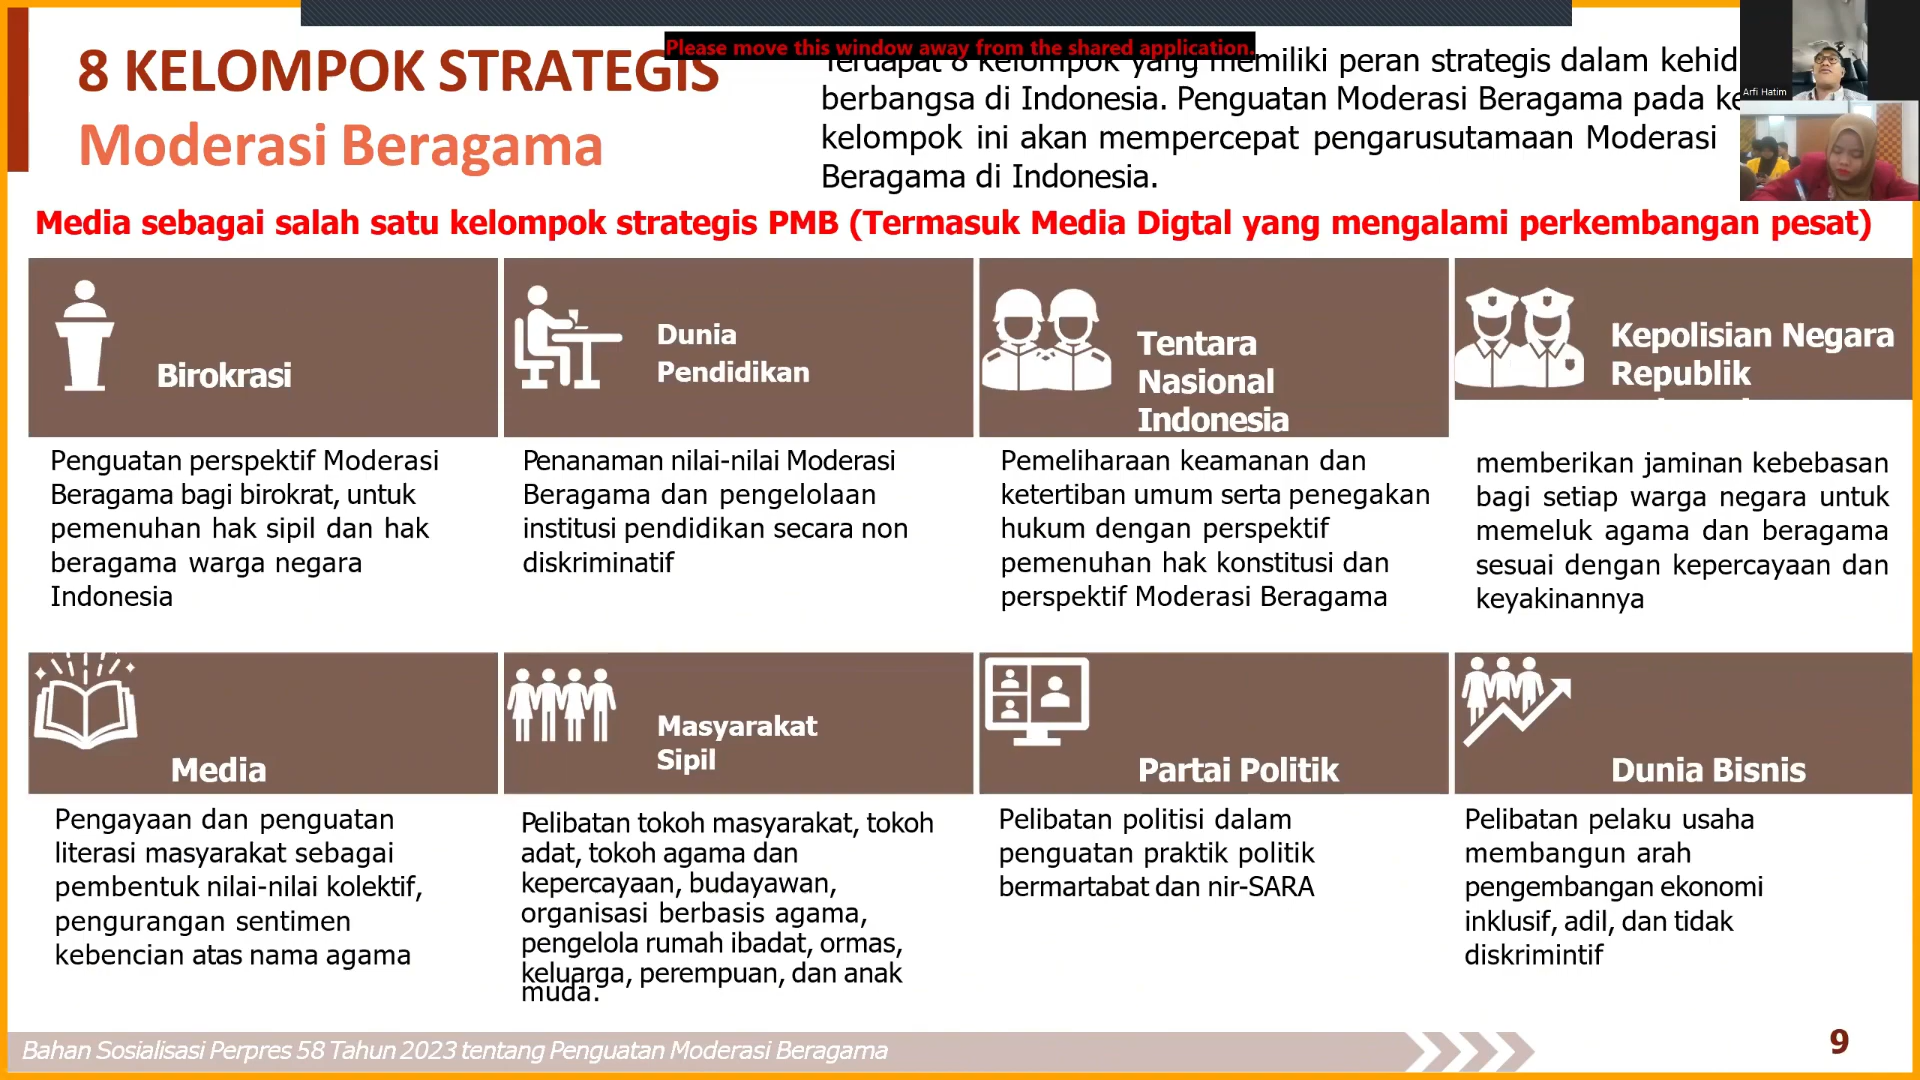 8 KELOMPOK STRATEGIS
Moderasi Beragama
Please move this window away from the shared application.
Terdapat 8 kelompok yang memiliki peran strategis dalam
berbangsa di Indonesia. Penguatan Moderasi Beragama pada
kelompok ini akan mempercepat pengarusutamaan Moderasi
Beragama di Indonesia.
Arfi Hatim
Media sebagai salah satu kelompok strategis PMB (Termasuk Media Digtal yang mengalami perkembangan pesat)
Birokrasi
Penguatan perspektif Moderasi
Beragama bagi birokrat, untuk
pemenuhan hak sipil dan hak
beragama warga negara
Indonesia
Dunia
Pendidikan
Penanaman nilai-nilai Moderasi
Beragama dan pengelolaan
institusi pendidikan secara non
diskriminatif
Tentara
Nasional
Indonesia
Pemeliharaan keamanan dan
ketertiban umum serta penegakan
hukum dengan perspektif
pemenuhan hak konstitusi dan
perspektif Moderasi Beragama
Kepolisian Negara
Republik
memberikan jaminan kebebasan
bagi setiap warga negara untuk
memeluk agama dan beragama
sesuai dengan kepercayaan dan
keyakinannya
Media
Pengayaan dan penguatan
literasi masyarakat sebagai
pembentuk nilai-nilai kolektif,
pengurangan sentimen
kebencian atas nama agama
Masyarakat
Sipil
Pelibatan tokoh masyarakat, tokoh
adat, tokoh agama dan
kepercayaan, budayawan,
organisasi berbasis agama,
pengelola rumah ibadat, ormas,
keluarga, perempuan, dan anak
muda.
Partai Politik
Pelibatan politisi dalam
penguatan praktik politik
bermartabat dan nir-SARA
Dunia Bisnis
Pelibatan pelaku usaha
membangun arah
pengembangan ekonomi
inklusif, adil, dan tidak
diskrimintif
Bahan Sosialisasi Perpres 58 Tahun 2023 tentang Penguatan Moderasi Beragama
9